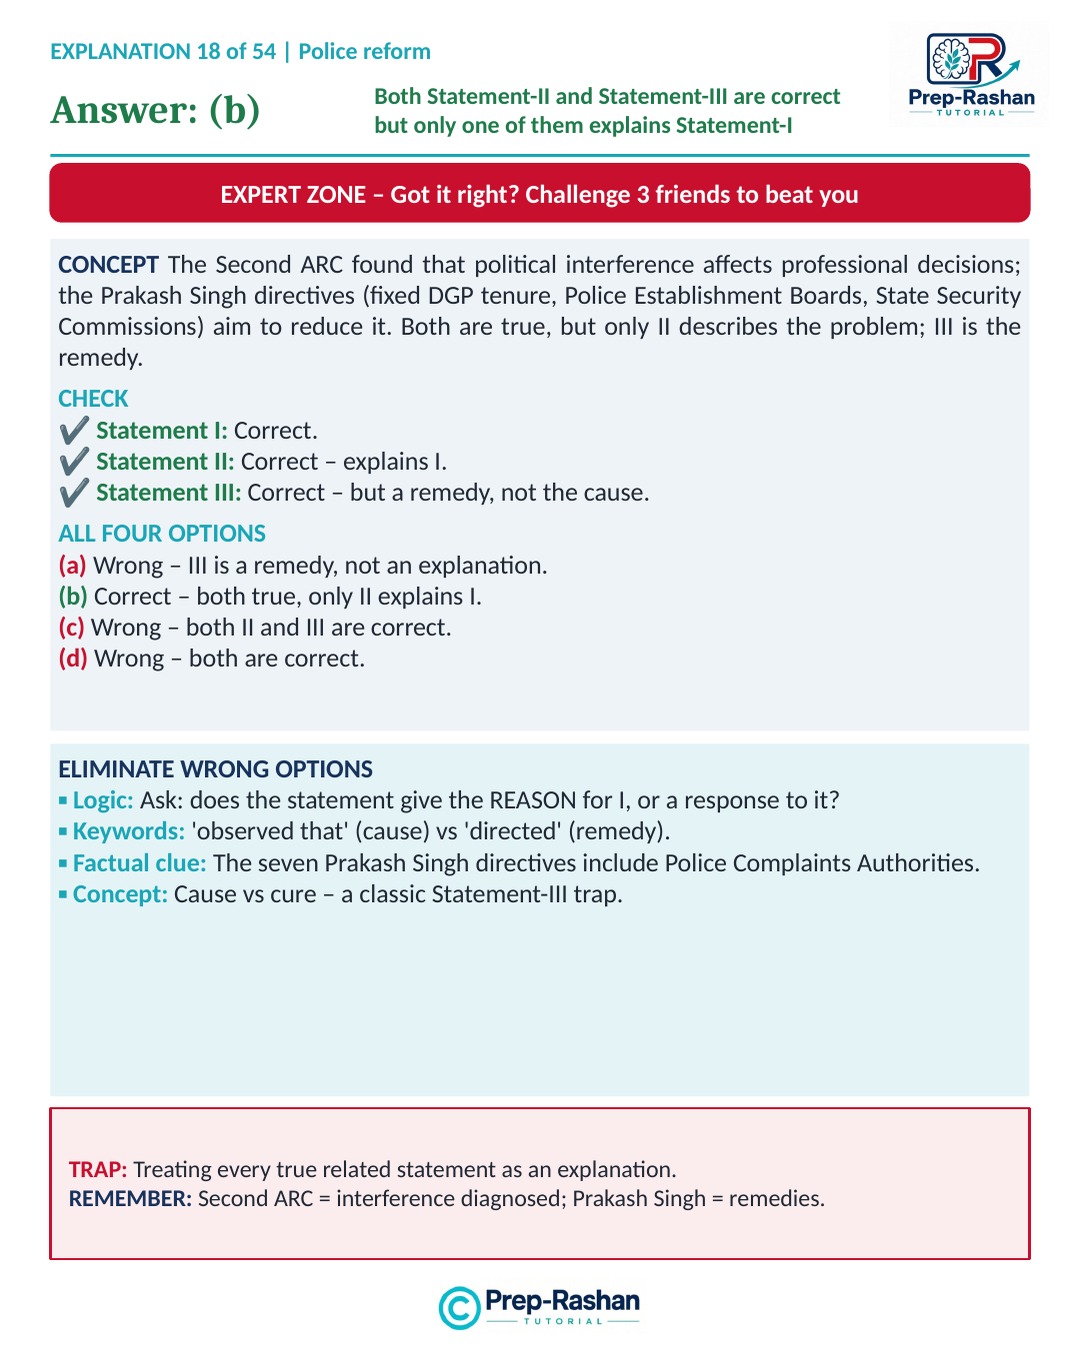 EXPLANATION 18 of 54 | Police reform
Prep-Rashan
TUTORIAL
Answer: (b)
Both Statement-II and Statement-III are correct
but only one of them explains Statement-I
EXPERT ZONE – Got it right? Challenge 3 friends to beat you
CONCEPT The Second ARC found that political interference affects professional decisions;
the Prakash Singh directives (fixed DGP tenure, Police Establishment Boards, State Security
Commissions) aim to reduce it. Both are true, but only II describes the problem; III is the
remedy.
CHECK
✔ Statement I: Correct.
✔ Statement II: Correct – explains I.
✔ Statement III: Correct – but a remedy, not the cause.
ALL FOUR OPTIONS
(a) Wrong – III is a remedy, not an explanation.
(b) Correct – both true, only II explains I.
(c) Wrong – both II and III are correct.
(d) Wrong – both are correct.
ELIMINATE WRONG OPTIONS
▪ Logic: Ask: does the statement give the REASON for I, or a response to it?
▪ Keywords: 'observed that' (cause) vs 'directed' (remedy).
▪ Factual clue: The seven Prakash Singh directives include Police Complaints Authorities.
▪ Concept: Cause vs cure – a classic Statement-III trap.
TRAP: Treating every true related statement as an explanation.
REMEMBER: Second ARC = interference diagnosed; Prakash Singh = remedies.
© Prep-Rashan
TUTORIAL